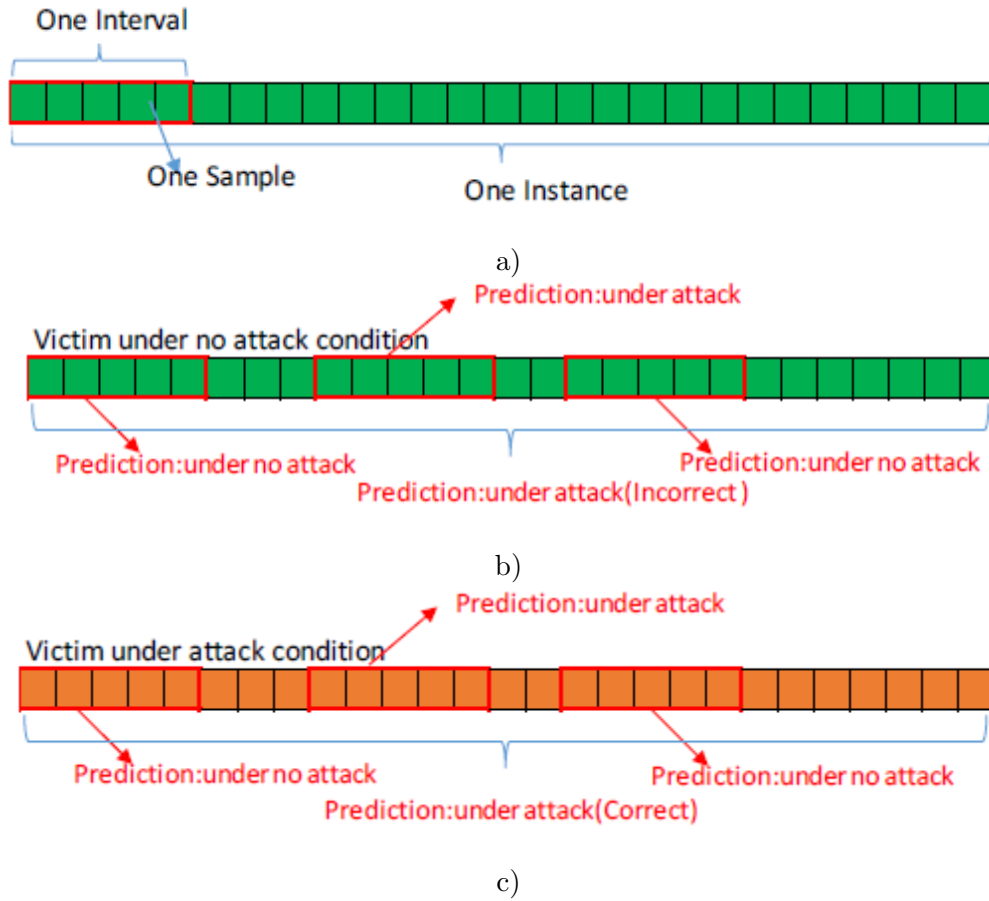 One Interval
One Sample
One Instance
a)
Prediction:under attack
Victim under no attack condition
Prediction:under no attack
Prediction:under no attack
Prediction:under attack(Incorrect )
b)
Prediction:under attack
Victim under attack condition
Prediction:under no attack
Prediction:under no attack
Prediction:under attack(Correct)
c)